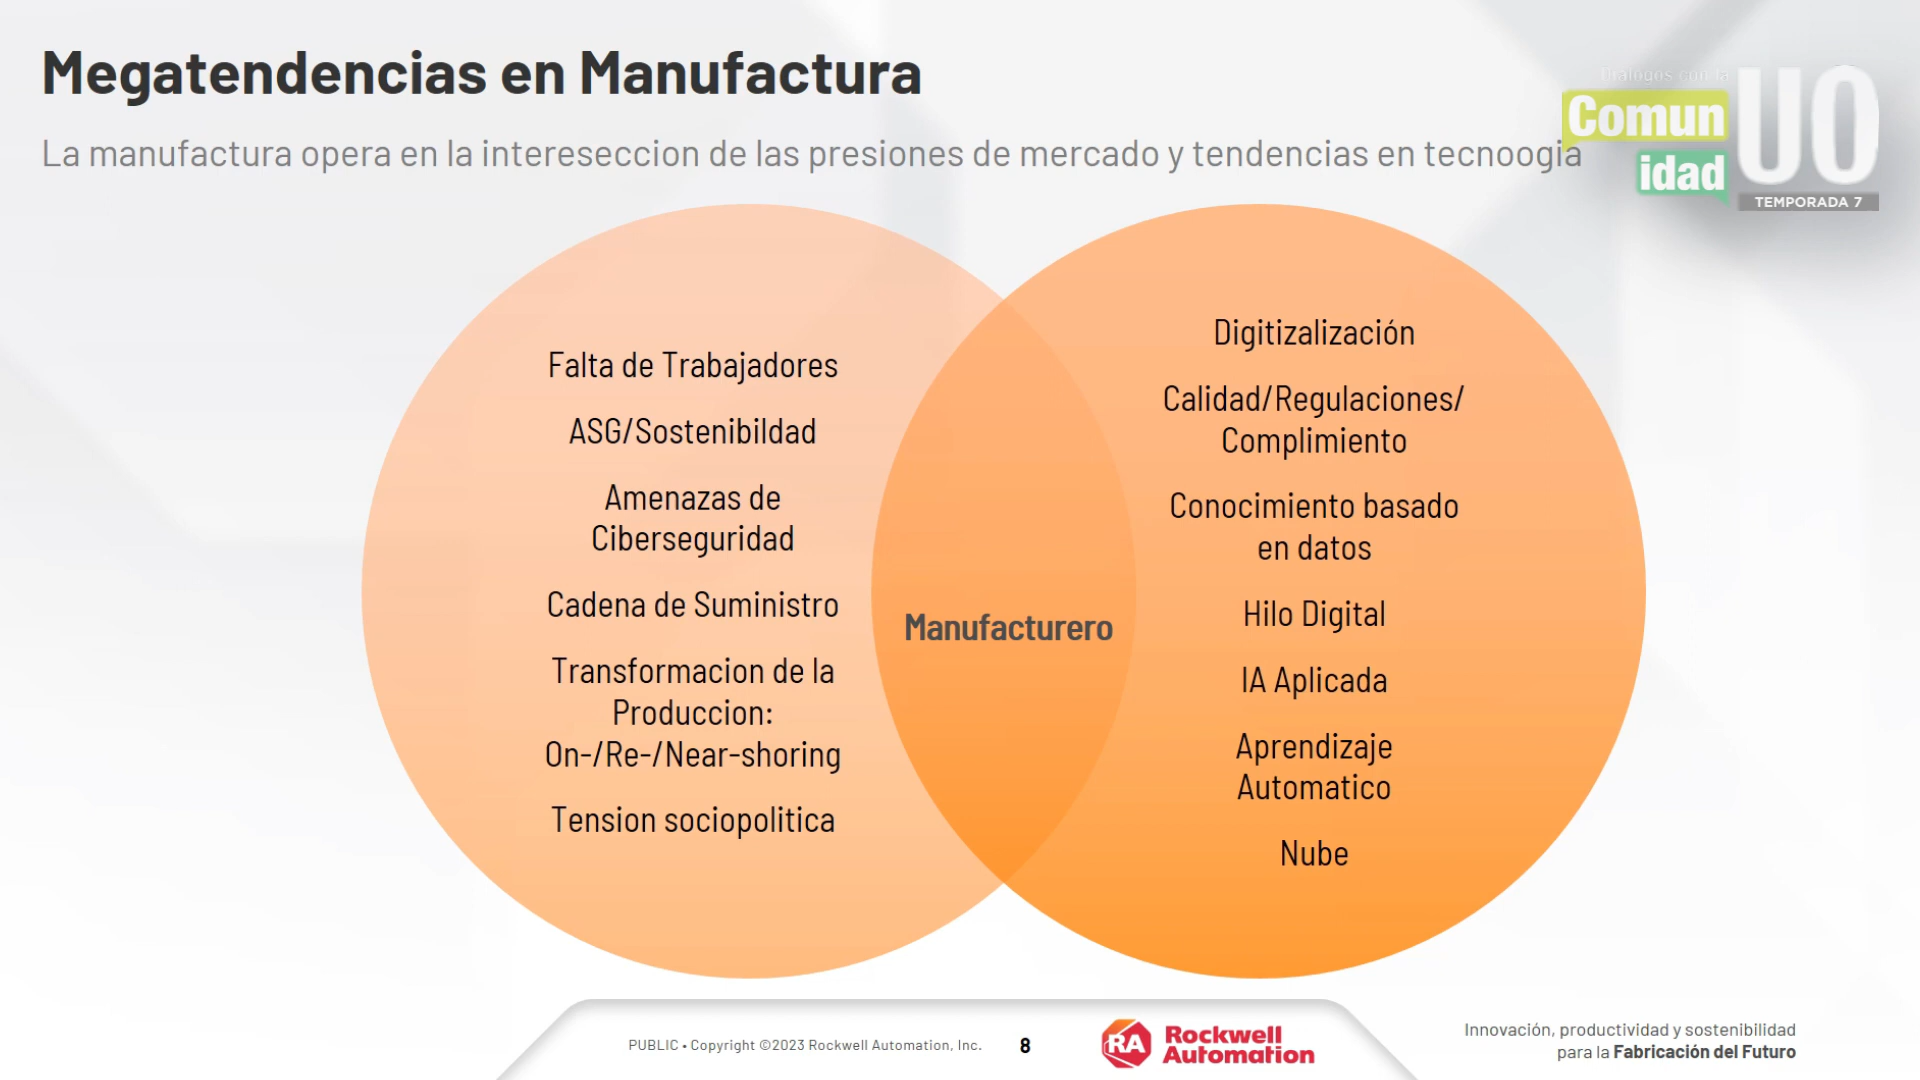 Megatendencias en Manufactura
La manufactura opera en la intereseccion de las presiones de mercado y tendencias en tecnoogia
Diálogos con la
Comun
idad
UO
TEMPORADA 7
Falta de Trabajadores
ASG/Sostenibildad
Amenazas de
Ciberseguridad
Cadena de Suministro
Transformacion de la
Produccion:
On-/Re-/Near-shoring
Tension sociopolitica
Manufacturero
Digitizalización
Calidad/Regulaciones/
Complimiento
Conocimiento basado
en datos
Hilo Digital
IA Aplicada
Aprendizaje
Automatico
Nube
PUBLIC • Copyright ©2023 Rockwell Automation, Inc.
8
RA
Rockwell
Automation
Innovación, productividad y sostenibilidad
para la Fabricación del Futuro